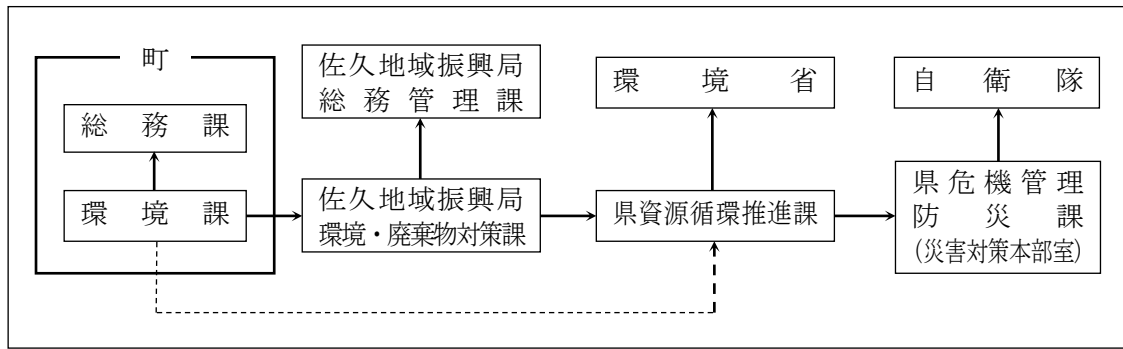 町
総務課
環境課
佐久地域振興局
総務管理課
佐久地域振興局
環境・廃棄物対策課
環境省
県資源循環推進課
自衛隊
県危機管理
防災課
(災害対策本部室)